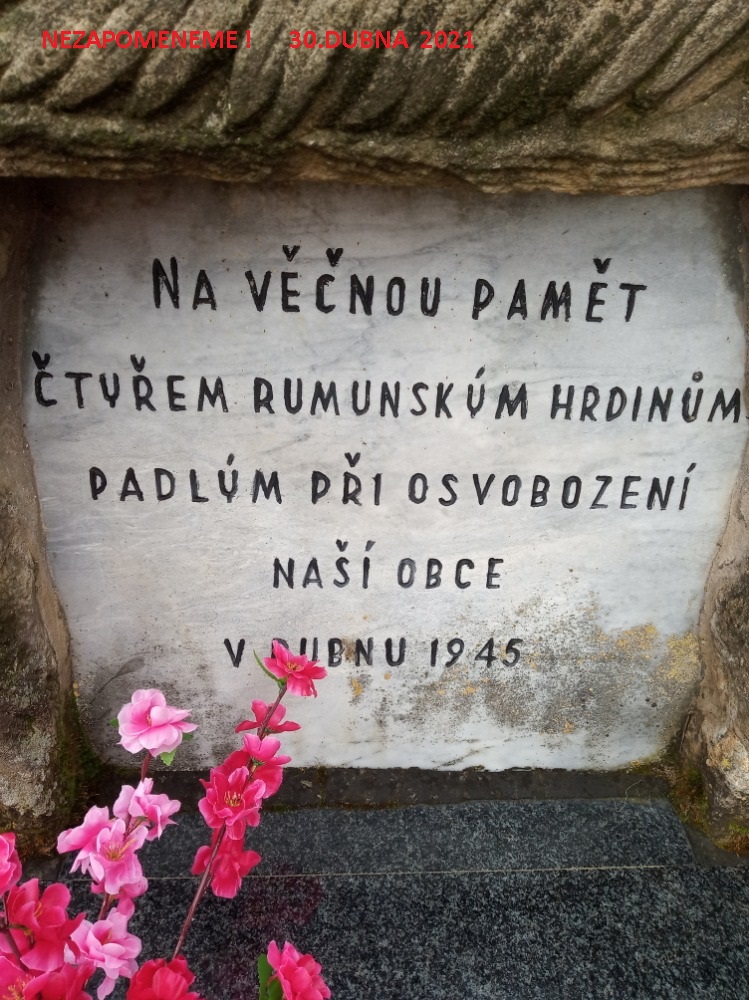 NEZAPOMENEME ! 30.DUBNA 2021
NA VĚČNOU PAMĚT
ČTYŘEM RUMUNSKÝM HRDINŮM
PADLÝM PŘI OSVOBOZENÍ
NAŠÍ OBCE
V DUBNU 1945